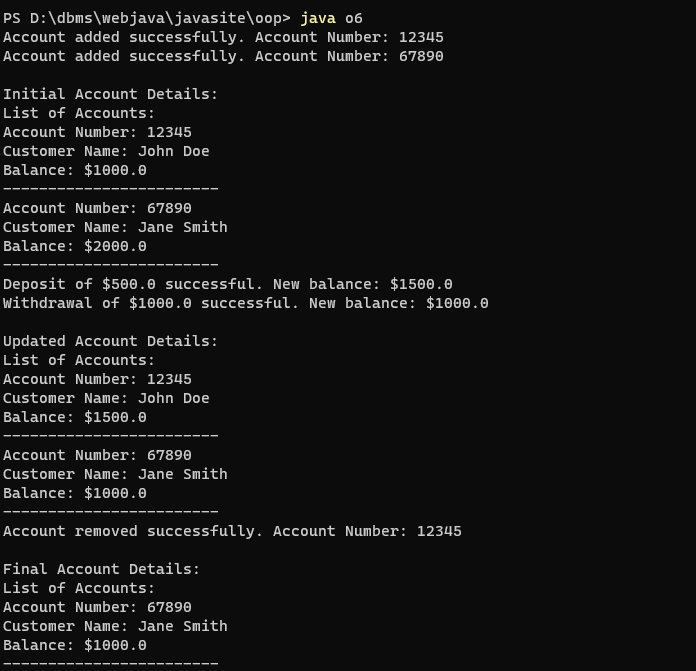 PS D:\dbms\webjava\javasite\oop> java o6
Account added successfully. Account Number: 12345
Account added successfully. Account Number: 67890

Initial Account Details:
List of Accounts:
Account Number: 12345
Customer Name: John Doe
Balance: $1000.0
------------------------
Account Number: 67890
Customer Name: Jane Smith
Balance: $2000.0
------------------------
Deposit of $500.0 successful. New balance: $1500.0
Withdrawal of $1000.0 successful. New balance: $1000.0

Updated Account Details:
List of Accounts:
Account Number: 12345
Customer Name: John Doe
Balance: $1500.0
------------------------
Account Number: 67890
Customer Name: Jane Smith
Balance: $1000.0
------------------------
Account removed successfully. Account Number: 12345

Final Account Details:
List of Accounts:
Account Number: 67890
Customer Name: Jane Smith
Balance: $1000.0
------------------------